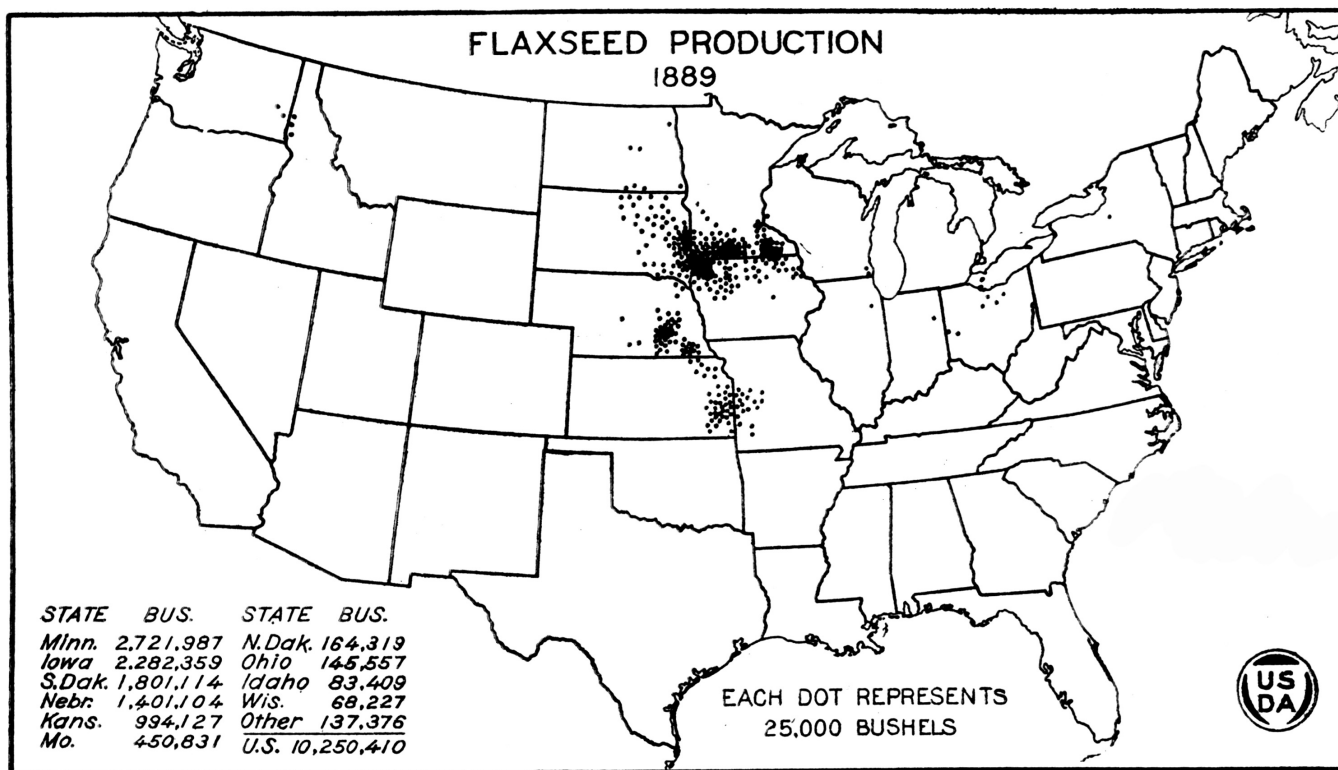 FLAXSEED PRODUCTION
1889
STATE BUS. STATE BUS.
Minn. 2,721,987 N.Dak. 164,319
Iowa 2,282,359 Ohio 145,557
S.Dak. 1,801,114 Idaho 83,409
Nebr. 1,401,104 Wis. 68,227
Kans. 994,127 Other 137,376
Mo. 450,831 U.S. 10,250,410
EACH DOT REPRESENTS
25,000 BUSHELS
US
DA